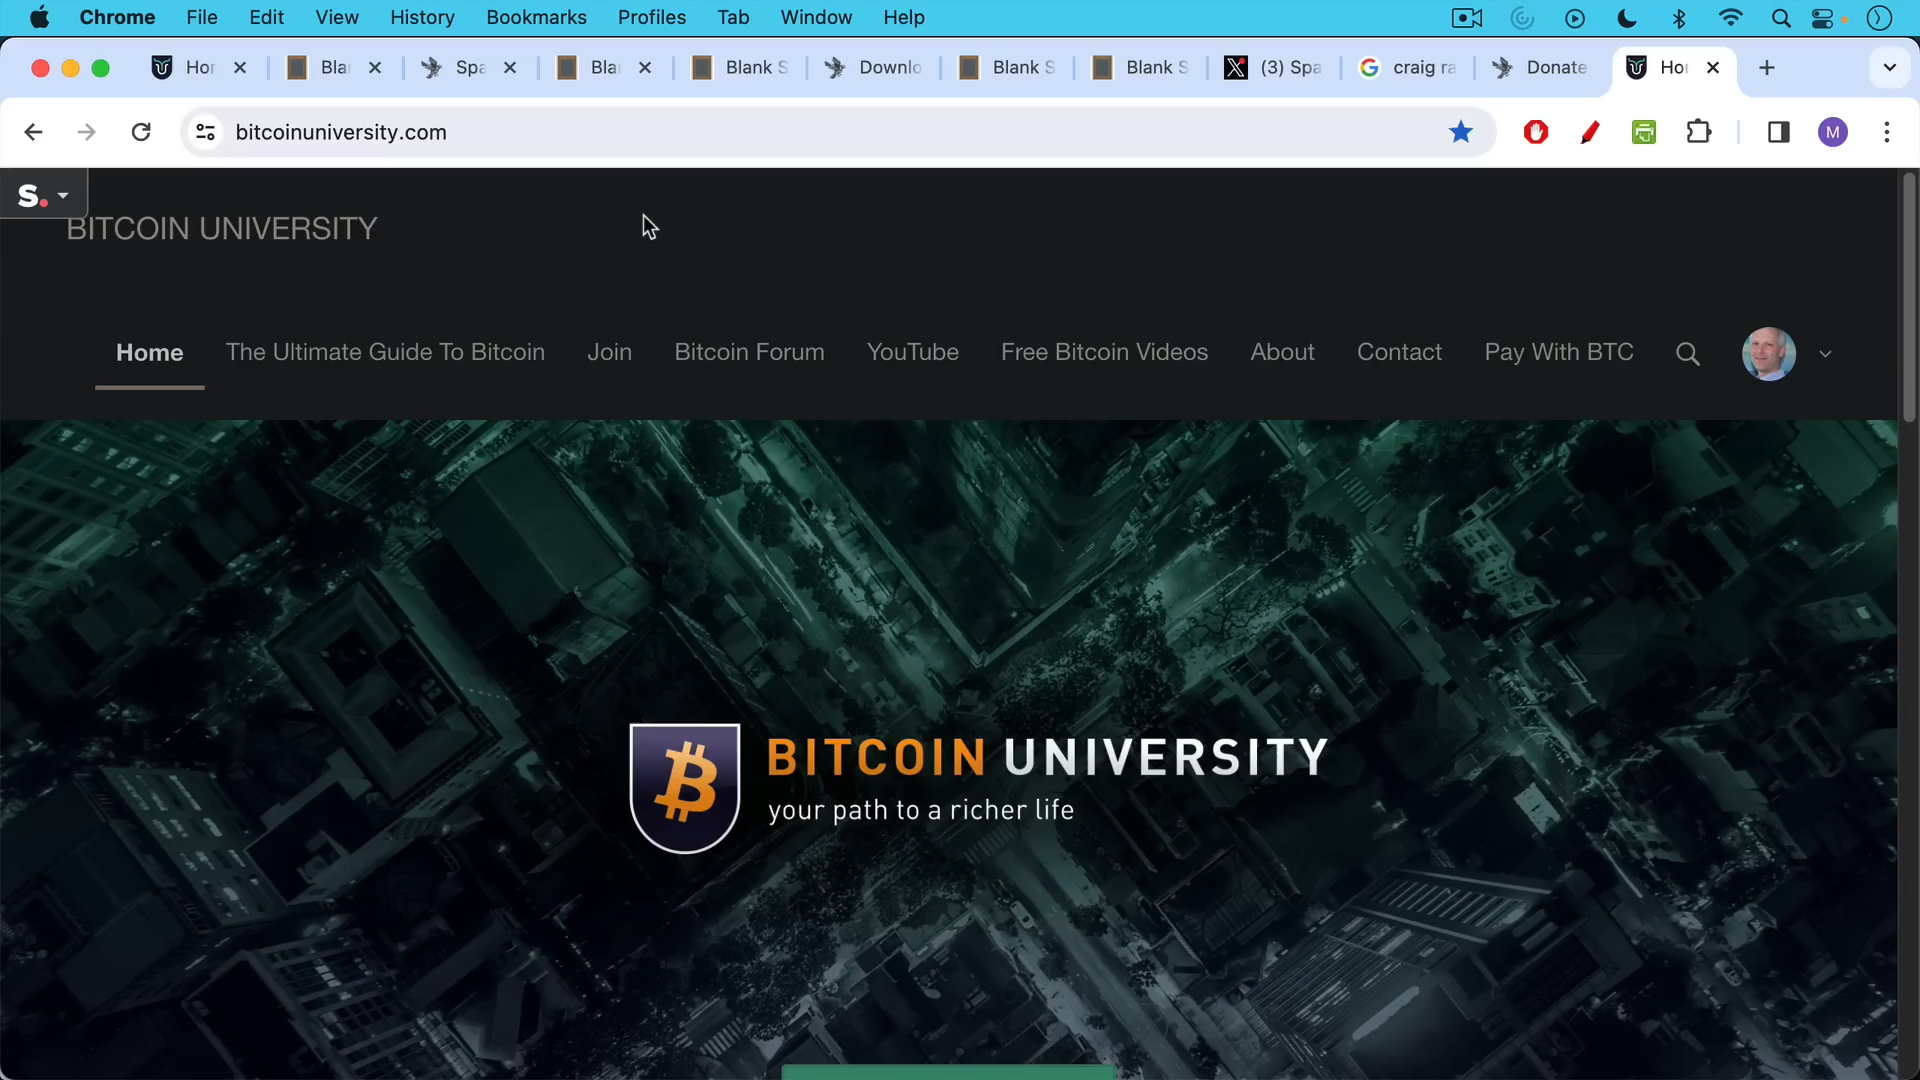 Chrome File Edit View History Bookmarks Profiles Tab Window Help
Hor Bla Spa Bla Blank S Downlo Blank S Blank S (3) Spa craig ra Donate Ho
bitcoinuniversity.com M
S.
BITCOIN UNIVERSITY
Home The Ultimate Guide To Bitcoin Join Bitcoin Forum YouTube Free Bitcoin Videos About Contact Pay With BTC
BITCOIN UNIVERSITY
your path to a richer life